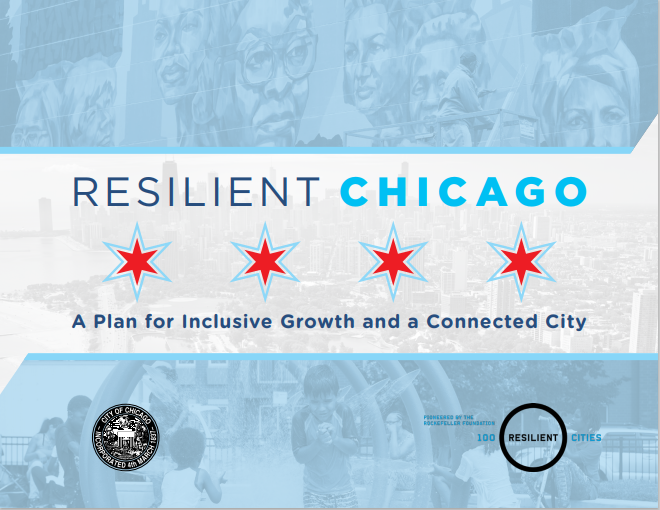 RESILIENT CHICAGO
A Plan for Inclusive Growth and a Connected City
CITY OF CHICAGO
INCORPORATED 4th MARCH 1837
PIONEERED BY THE
ROCKEFELLER FOUNDATION
100 RESILIENT CITIES